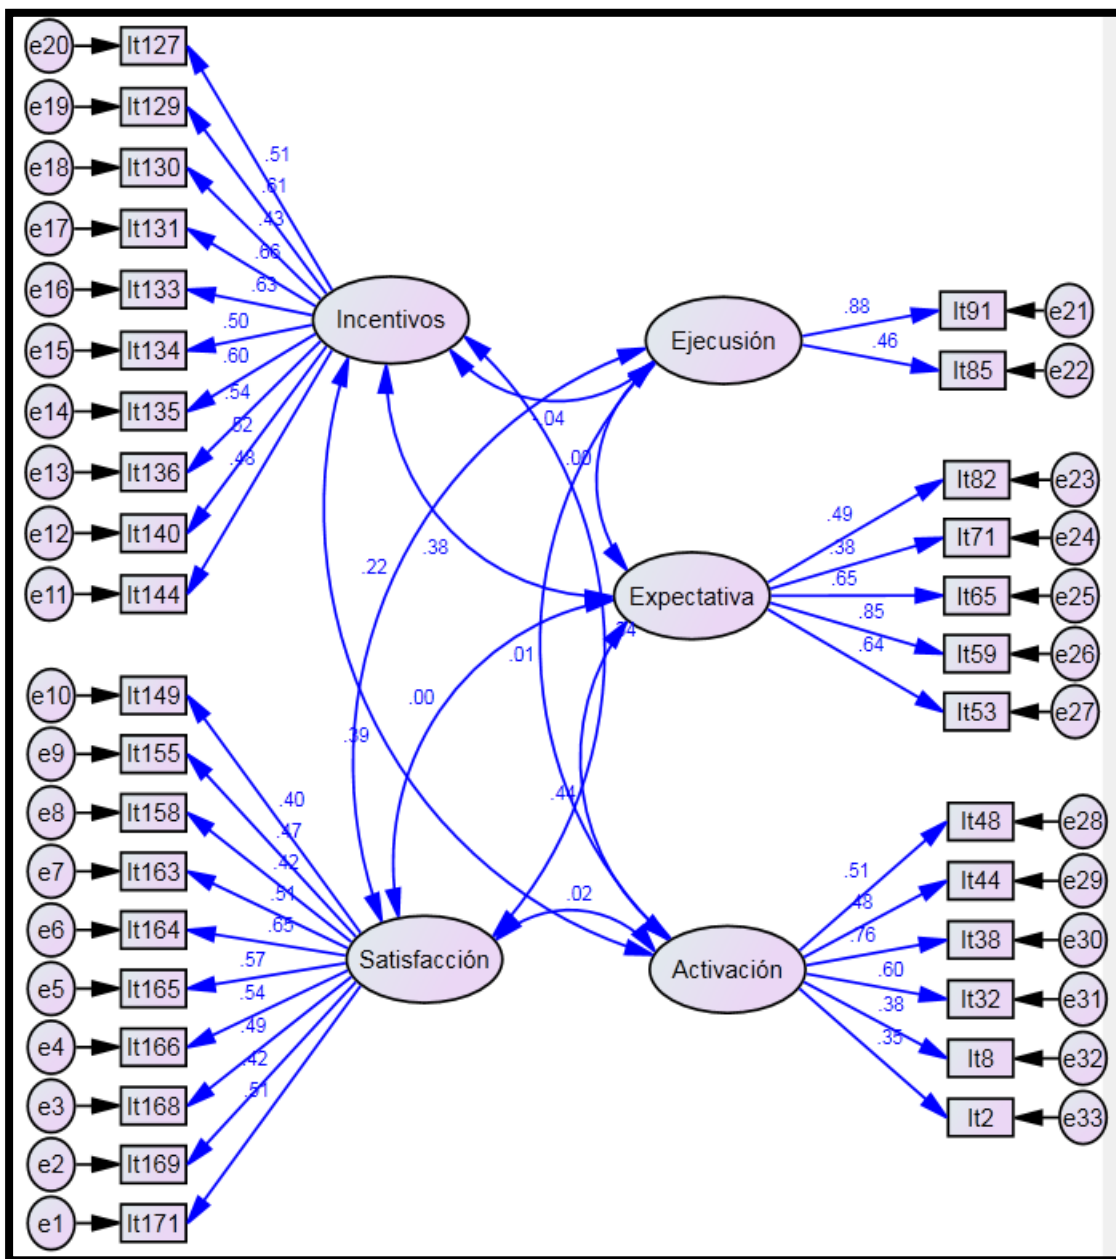 e20 It127
e19 It129
e18 It130
e17 It131
e16 It133
e15 It134
e14 It135
e13 It136
e12 It140
e11 It144
.51
.61
.43
.66
.63
.50
.60
.54
.52
.48
Incentivos
Ejecusión
.88
.46
It91 e21
It85 e22
-.04
.00
.38
.22
.01
.00
.39
.44
.02
Expectativa
.49
.38
.65
.85
.64
It82 e23
It71 e24
It65 e25
It59 e26
It53 e27
e10 It149
e9 It155
e8 It158
e7 It163
e6 It164
e5 It165
e4 It166
e3 It168
e2 It169
e1 It171
.40
.47
.42
.51
.65
.57
.54
.49
.42
.51
Satisfacción
Activación
.51
.48
.76
.60
.38
.35
It48 e28
It44 e29
It38 e30
It32 e31
It8 e32
It2 e33